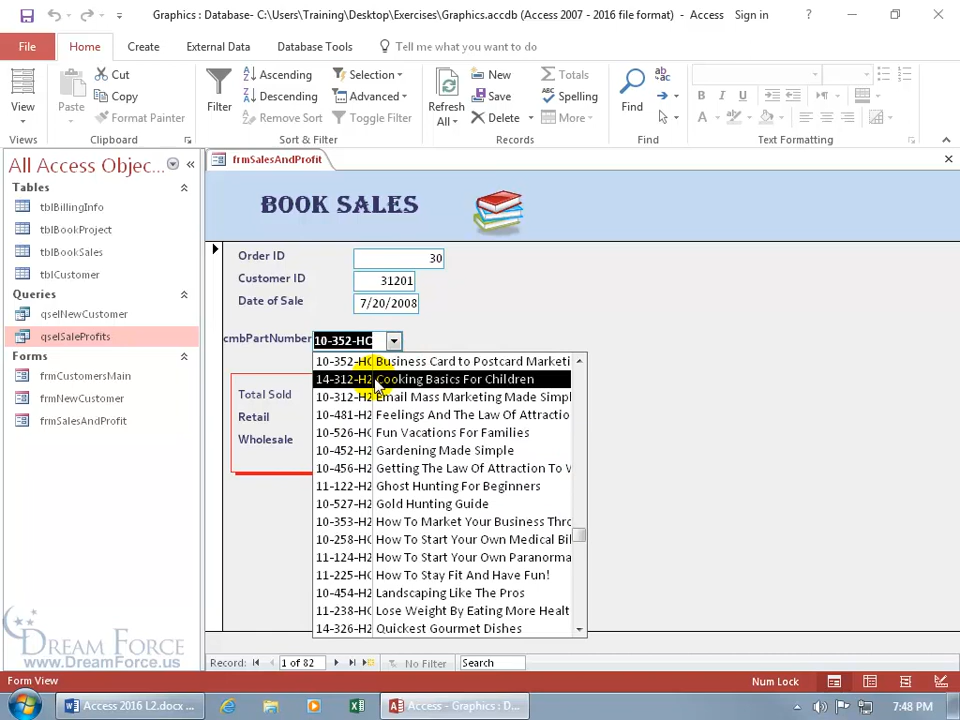 Graphics : Database- C:\Users\Training\Desktop\Exercises\Graphics.accdb (Access 2007 - 2016 file format) - Access Sign in ?
File Home Create External Data Database Tools Tell me what you want to do
View
Views
Paste
Cut
Copy
Format Painter
Clipboard
Filter
Ascending
Descending
Remove Sort
Selection
Advanced
Toggle Filter
Sort & Filter
Refresh
All
New
Save
Delete
Totals
Spelling
More
Records
Find
Find
B I U
A
Text Formatting
All Access Objec...
Tables
tblBillingInfo
tblBookProject
tblBookSales
tblCustomer
Queries
qselNewCustomer
qselSaleProfits
Forms
frmCustomersMain
frmNewCustomer
frmSalesAndProfit
frmSalesAndProfit
BOOK SALES
Order ID 30
Customer ID 31201
Date of Sale 7/20/2008
cmbPartNumber 10-352-HC
Total Sold
Retail
Wholesale
10-352-HC Business Card to Postcard Marketi
14-312-H2 Cooking Basics For Children
10-312-H2 Email Mass Marketing Made Simpl
10-481-H2 Feelings And The Law Of Attractio
10-526-HC Fun Vacations For Families
10-452-H2 Gardening Made Simple
10-456-H2 Getting The Law Of Attraction To W
11-122-H2 Ghost Hunting For Beginners
10-527-H2 Gold Hunting Guide
10-353-H2 How To Market Your Business Thro
10-258-HC How To Start Your Own Medical Bil
11-124-H2 How To Start Your Own Paranorma
11-225-HC How To Stay Fit And Have Fun!
10-454-H2 Landscaping Like The Pros
11-238-HC Lose Weight By Eating More Healt
14-326-H2 Quickest Gourmet Dishes
Record: 1 of 82 No Filter Search
DREAM FORCE
www.DreamForce.us
Form View Num Lock
Access 2016 L2.docx ... Access - Graphics : D... 7:48 PM